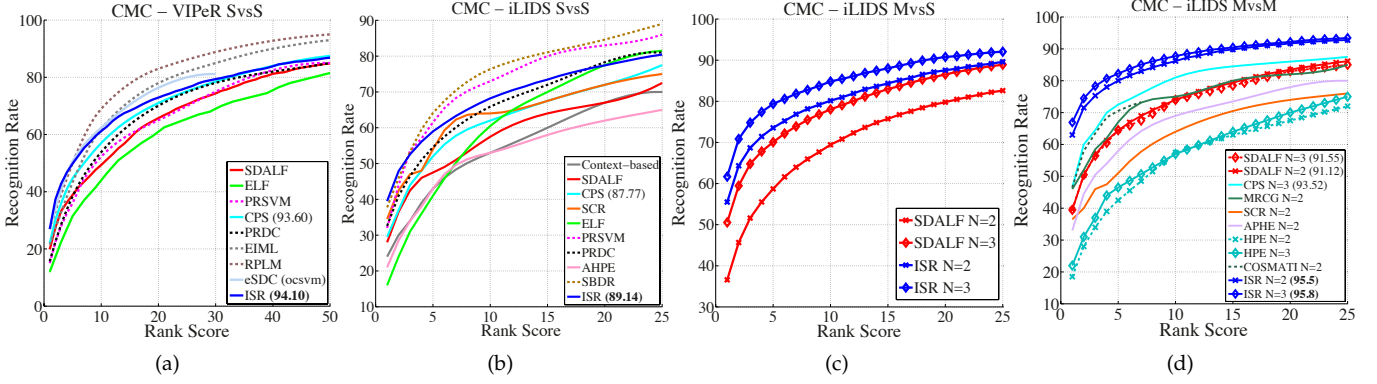 CMC – VIPeR SvsS
Recognition Rate
100
80
60
40
20
0
0
10
20
30
40
50
Rank Score
SDALF
ELF
PRSVM
CPS (93.60)
PRDC
EIML
RPLM
eSDC (ocsvm)
ISR (94.10)
(a)
CMC – iLIDS SvsS
Recognition Rate
90
80
70
60
50
40
30
20
10
0
5
10
15
20
25
Rank Score
Context–based
SDALF
CPS (87.77)
SCR
ELF
PRSVM
PRDC
AHPE
SBDR
ISR (89.14)
(b)
CMC – iLIDS MvsS
Recognition Rate
100
90
80
70
60
50
40
30
0
5
10
15
20
25
Rank Score
SDALF N=2
SDALF N=3
ISR N=2
ISR N=3
(c)
CMC – iLIDS MvsM
Recognition Rate
100
90
80
70
60
50
40
30
20
10
0
5
10
15
20
25
Rank Score
SDALF N=3 (91.55)
SDALF N=2 (91.12)
CPS N=3 (93.52)
MRCG N=2
SCR N=2
APHE N=2
HPE N=2
HPE N=3
COSMATI N=2
ISR N=2 (95.5)
ISR N=3 (95.8)
(d)